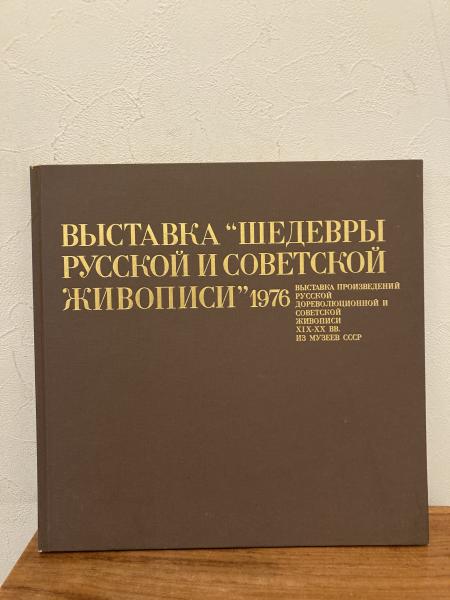 ВЫСТАВКА “ШЕДЕВРЫ
РУССКОЙ И СОВЕТСКОЙ
ЖИВОПИСИ” 1976
ВЫСТАВКА ПРОИЗВЕДЕНИЙ
РУССКОЙ
ДОРЕВОЛЮЦИОННОЙ И
СОВЕТСКОЙ
ЖИВОПИСИ
XIX-XX ВВ.
ИЗ МУЗЕЕВ СССР